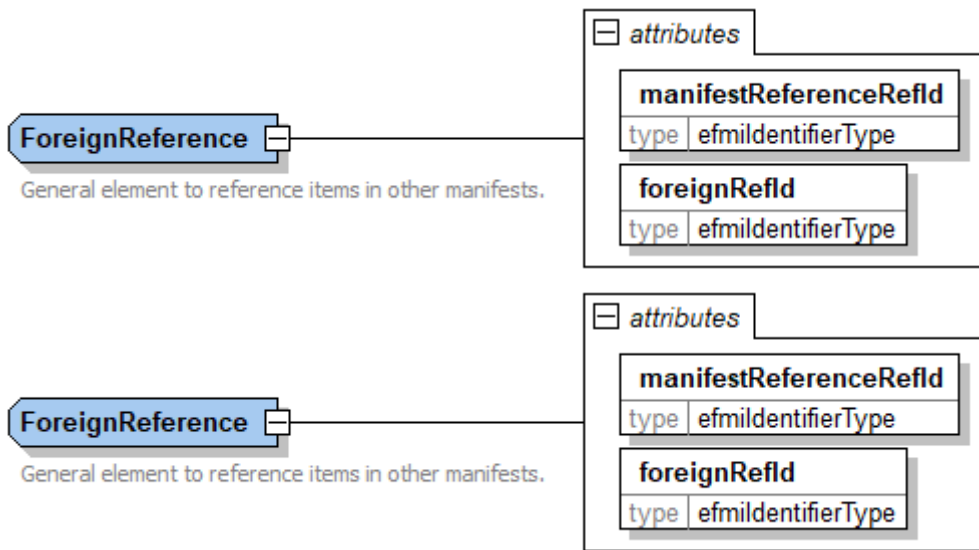 attributes
manifestReferenceRefId
type efmiIdentifierType
ForeignReference
General element to reference items in other manifests.
foreignRefId
type efmiIdentifierType
attributes
manifestReferenceRefId
type efmiIdentifierType
ForeignReference
General element to reference items in other manifests.
foreignRefId
type efmiIdentifierType